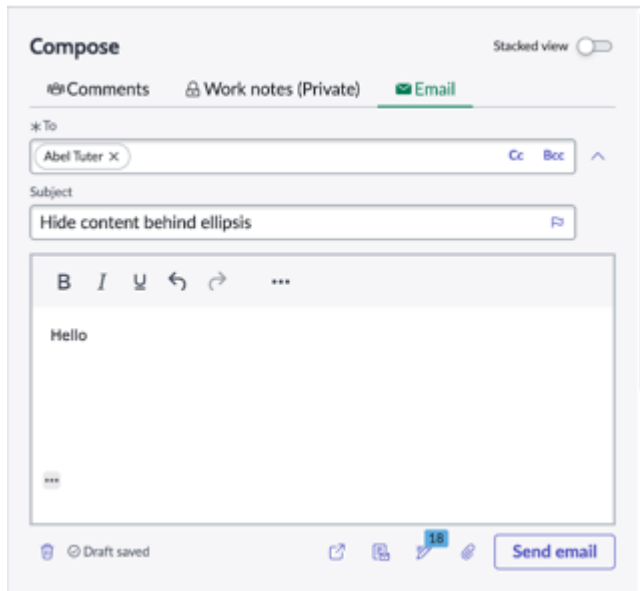 Compose
Stacked view
Comments
Work notes (Private)
Email
*To
Abel Tuter ×
Cc
Bcc
Subject
Hide content behind ellipsis
B I U ...
Hello
...
Draft saved
18
Send email